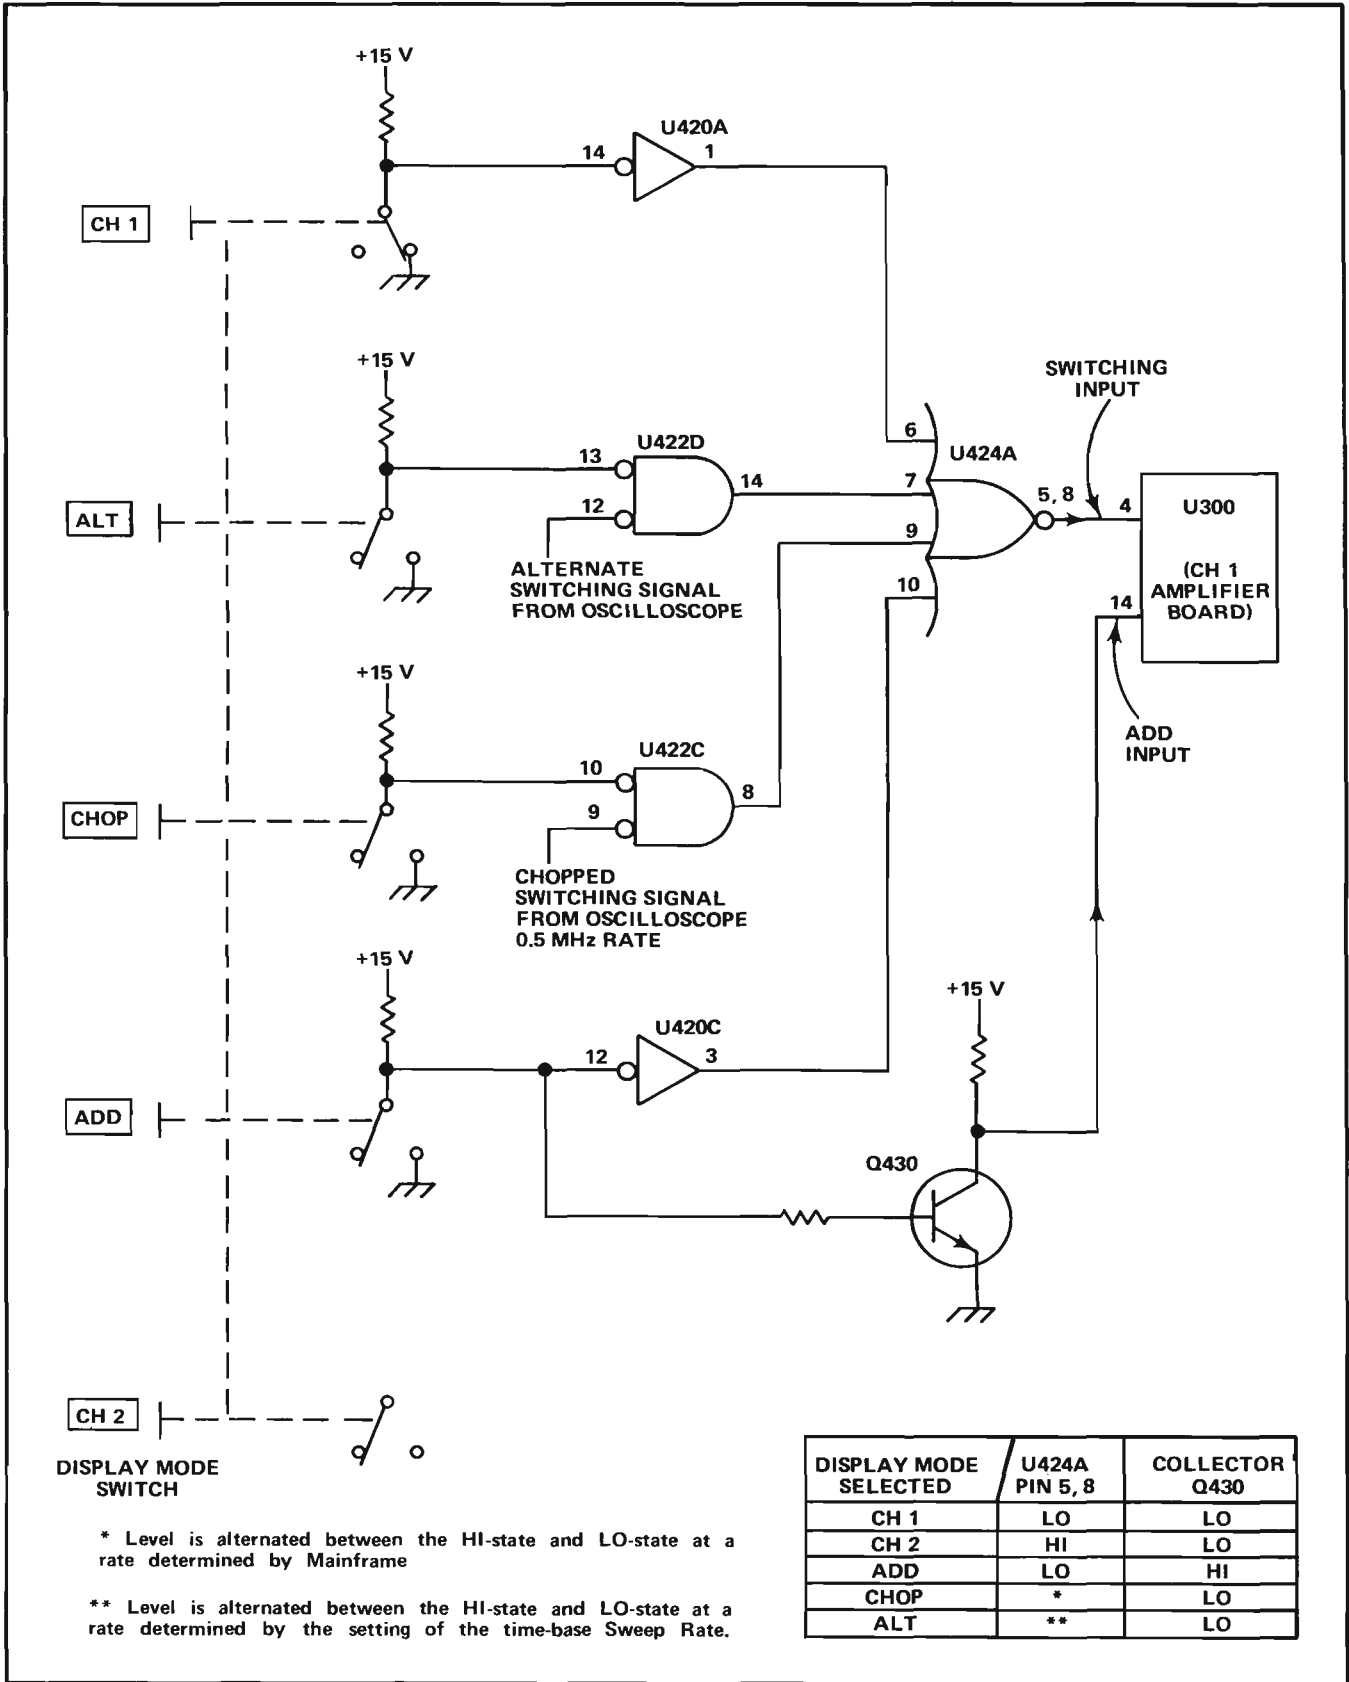 +15 V
U420A
14
1
CH 1
+15 V
SWITCHING
INPUT
U422D
13
14
12
ALT
ALTERNATE
SWITCHING SIGNAL
FROM OSCILLOSCOPE
6
U424A
7
5, 8
9
10
4
U300
(CH 1
AMPLIFIER
BOARD)
14
ADD
INPUT
+15 V
U422C
10
8
9
CHOP
CHOPPED
SWITCHING SIGNAL
FROM OSCILLOSCOPE
0.5 MHz RATE
+15 V
+15 V
U420C
12
3
ADD
Q430
CH 2
DISPLAY MODE
SWITCH
* Level is alternated between the HI-state and LO-state at a
rate determined by Mainframe
** Level is alternated between the HI-state and LO-state at a
rate determined by the setting of the time-base Sweep Rate.
DISPLAY MODE SELECTED U424A PIN 5, 8 COLLECTOR Q430
CH 1 LO LO
CH 2 HI LO
ADD LO HI
CHOP * LO
ALT ** LO